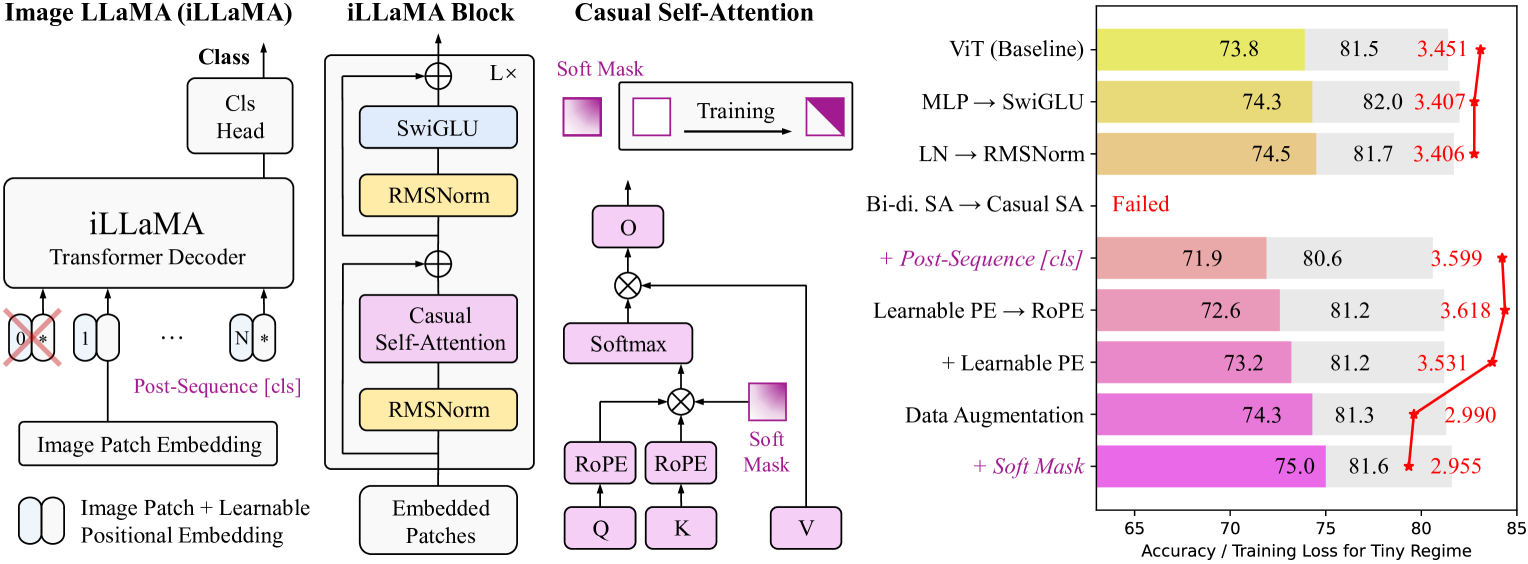 Image LLaMA (iLLaMA)
Class
Cls
Head
iLLaMA
Transformer Decoder
0 *
1
...
N *
Post-Sequence [cls]
Image Patch Embedding
Image Patch + Learnable
Positional Embedding
iLLaMA Block
L×
SwiGLU
RMSNorm
Casual
Self-Attention
RMSNorm
Embedded
Patches
Casual Self-Attention
Soft Mask
Training
O
Softmax
Soft
Mask
RoPE
RoPE
Q
K
V
ViT (Baseline) 73.8 81.5 3.451
MLP → SwiGLU 74.3 82.0 3.407
LN → RMSNorm 74.5 81.7 3.406
Bi-di. SA → Casual SA Failed
+ Post-Sequence [cls] 71.9 80.6 3.599
Learnable PE → RoPE 72.6 81.2 3.618
+ Learnable PE 73.2 81.2 3.531
Data Augmentation 74.3 81.3 2.990
+ Soft Mask 75.0 81.6 2.955
65 70 75 80 85
Accuracy / Training Loss for Tiny Regime